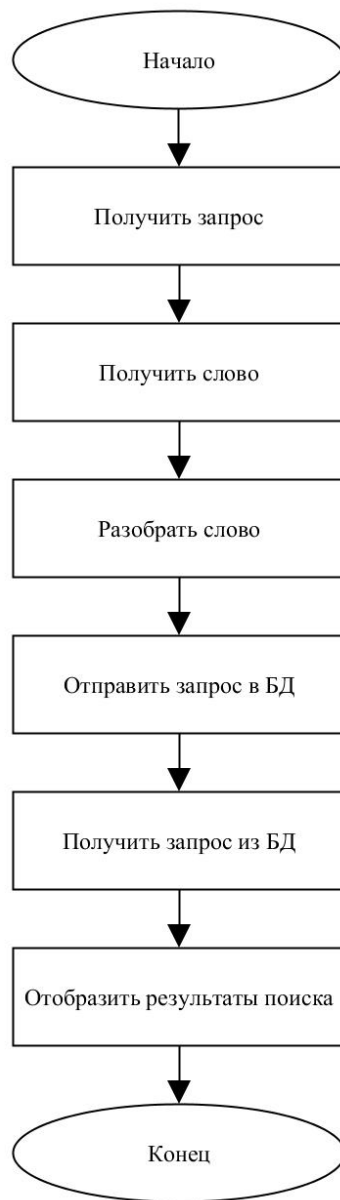 Начало
Получить запрос
Получить слово
Разобрать слово
Отправить запрос в БД
Получить запрос из БД
Отобразить результаты поиска
Конец